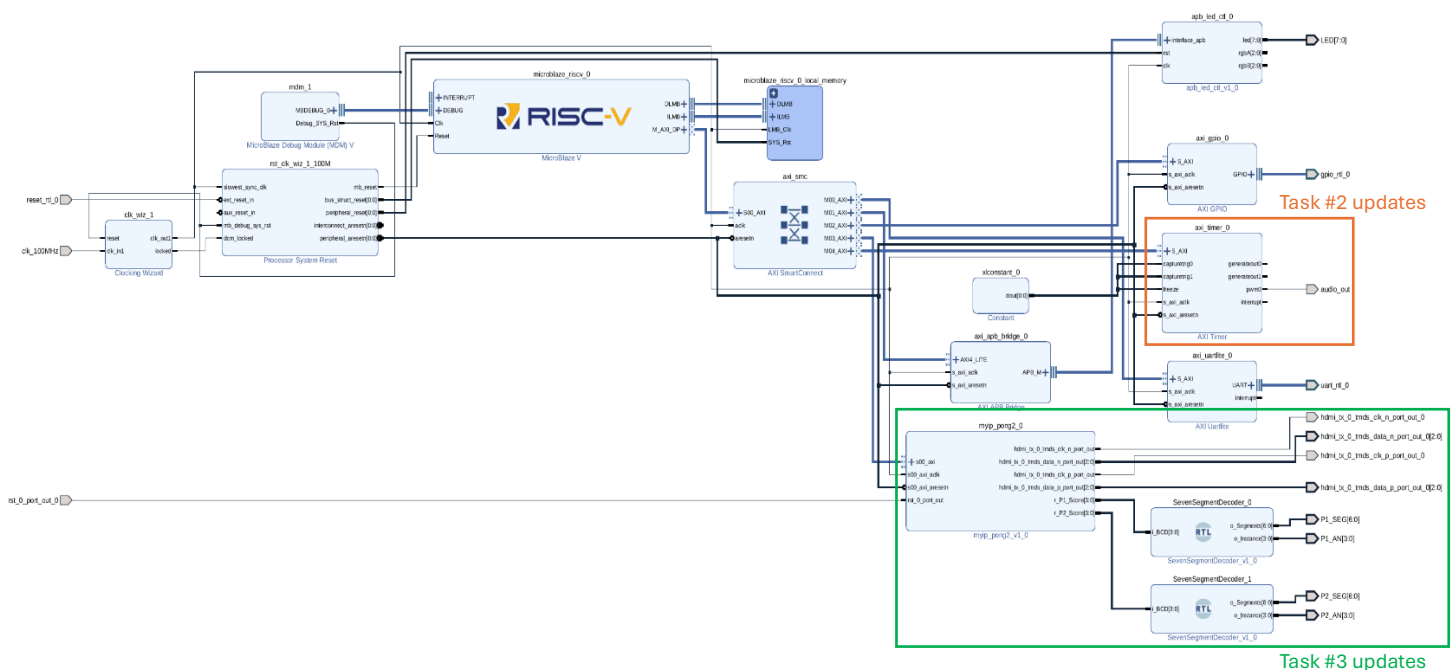 apb_led_ctl_0
interface_apb
rst
clk
led[7:0]
rgbA[2:0]
rgbB[2:0]
apb_led_ctl_v1_0
LED[7:0]
mdm_1
MBDEBUG_0
Debug_SYS_Rst
MicroBlaze Debug Module (MDM) V
microblaze_riscv_0
INTERRUPT
DEBUG
Clk
Reset
RISC-V
DLMB
ILMB
M_AXI_DP
MicroBlaze V
microblaze_riscv_0_local_memory
DLMB
ILMB
LMB_Clk
SYS_Rst
rst_clk_wiz_1_100M
slowest_sync_clk
ext_reset_in
aux_reset_in
mb_debug_sys_rst
dcm_locked
mb_reset
bus_struct_reset[0:0]
peripheral_reset[0:0]
interconnect_aresetn[0:0]
peripheral_aresetn[0:0]
Processor System Reset
reset_rtl_0
clk_100MHz
clk_wiz_1
reset
clk_in1
clk_out1
locked
Clocking Wizard
axi_smc
S00_AXI
aclk
aresetn
M00_AXI
M01_AXI
M02_AXI
M03_AXI
M04_AXI
AXI SmartConnect
axi_gpio_0
S_AXI
s_axi_aclk
s_axi_aresetn
GPIO
AXI GPIO
gpio_rtl_0
Task #2 updates
axi_timer_0
S_AXI
capturetrig0
capturetrig1
freeze
s_axi_aclk
s_axi_aresetn
generateout0
generateout1
pwm0
interrupt
AXI Timer
audio_out
xlconstant_0
dout[0:0]
Constant
axi_apb_bridge_0
AXI4_LITE
s_axi_aclk
s_axi_aresetn
APB_M
AXI APB Bridge
axi_uartlite_0
S_AXI
s_axi_aclk
s_axi_aresetn
UART
interrupt
AXI Uartlite
uart_rtl_0
myip_pong2_0
s00_axi
s00_axi_aclk
s00_axi_aresetn
rst_0_port_out
hdmi_tx_0_tmds_clk_n_port_out
hdmi_tx_0_tmds_data_n_port_out[2:0]
hdmi_tx_0_tmds_clk_p_port_out
hdmi_tx_0_tmds_data_p_port_out[2:0]
r_P1_Score[3:0]
r_P2_Score[3:0]
myip_pong2_v1_0
rst_0_port_out_0
hdmi_tx_0_tmds_clk_n_port_out_0
hdmi_tx_0_tmds_data_n_port_out_0[2:0]
hdmi_tx_0_tmds_clk_p_port_out_0
hdmi_tx_0_tmds_data_p_port_out_0[2:0]
SevenSegmentDecoder_0
i_BCD[3:0]
RTL
o_Segments[6:0]
o_Instance[3:0]
SevenSegmentDecoder_v1_0
P1_SEG[6:0]
P1_AN[3:0]
SevenSegmentDecoder_1
i_BCD[3:0]
RTL
o_Segments[6:0]
o_Instance[3:0]
SevenSegmentDecoder_v1_0
P2_SEG[6:0]
P2_AN[3:0]
Task #3 updates